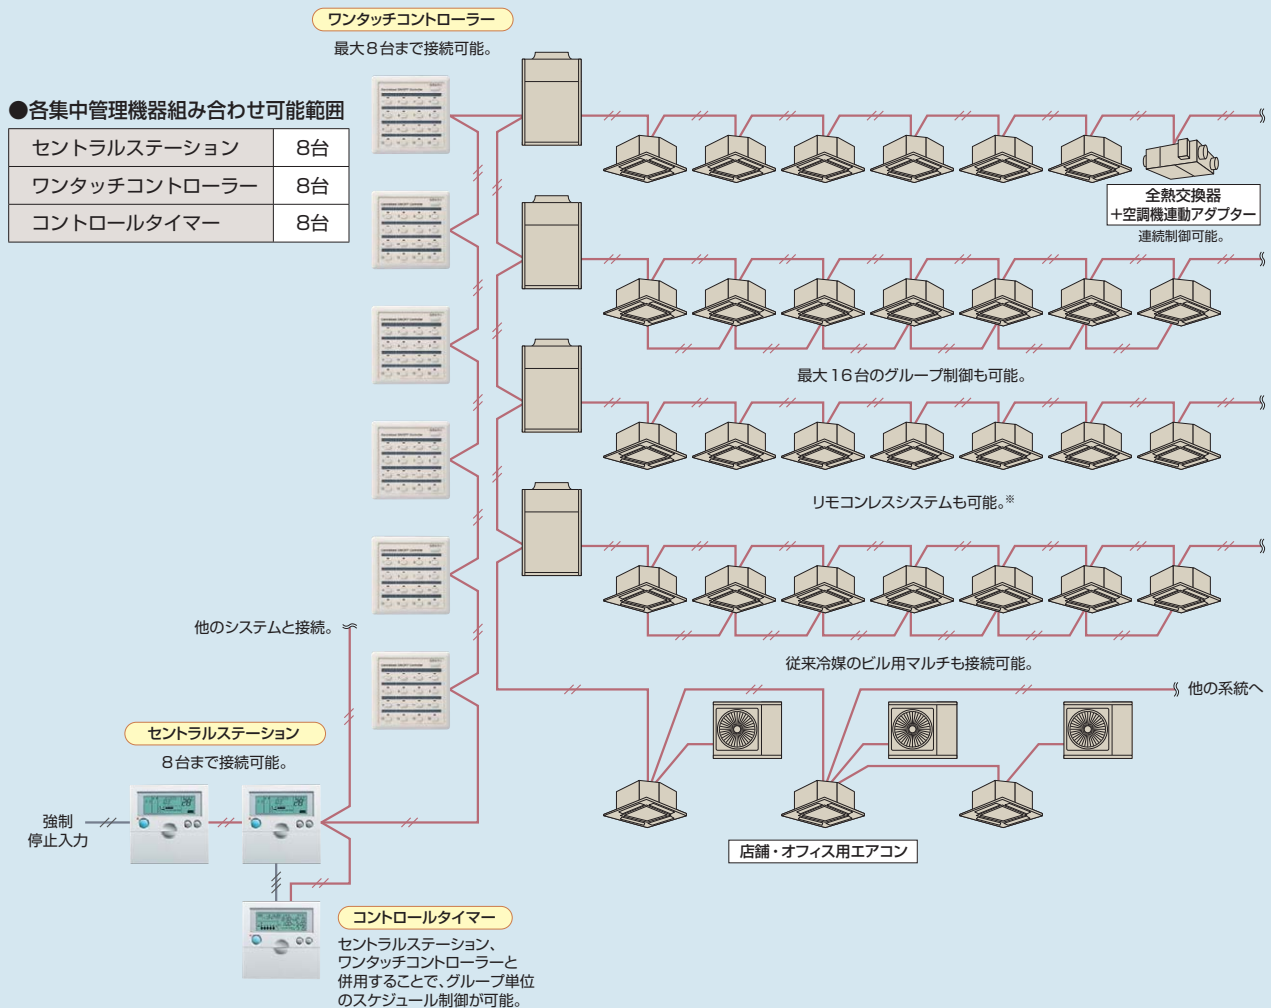 ワンタッチコントローラー
最大8台まで接続可能。
●各集中管理機器組み合わせ可能範囲
セントラルステーション 8台
ワンタッチコントローラー 8台
コントロールタイマー 8台
全熱交換器
+空調機連動アダプター
連続制御可能。
最大16台のグループ制御も可能。
リモコンレスシステムも可能。※
従来冷媒のビル用マルチも接続可能。
他のシステムと接続。
他の系統へ
セントラルステーション
8台まで接続可能。
強制
停止入力
店舗・オフィス用エアコン
コントロールタイマー
セントラルステーション、
ワンタッチコントローラーと
併用することで、グループ単位
のスケジュール制御が可能。